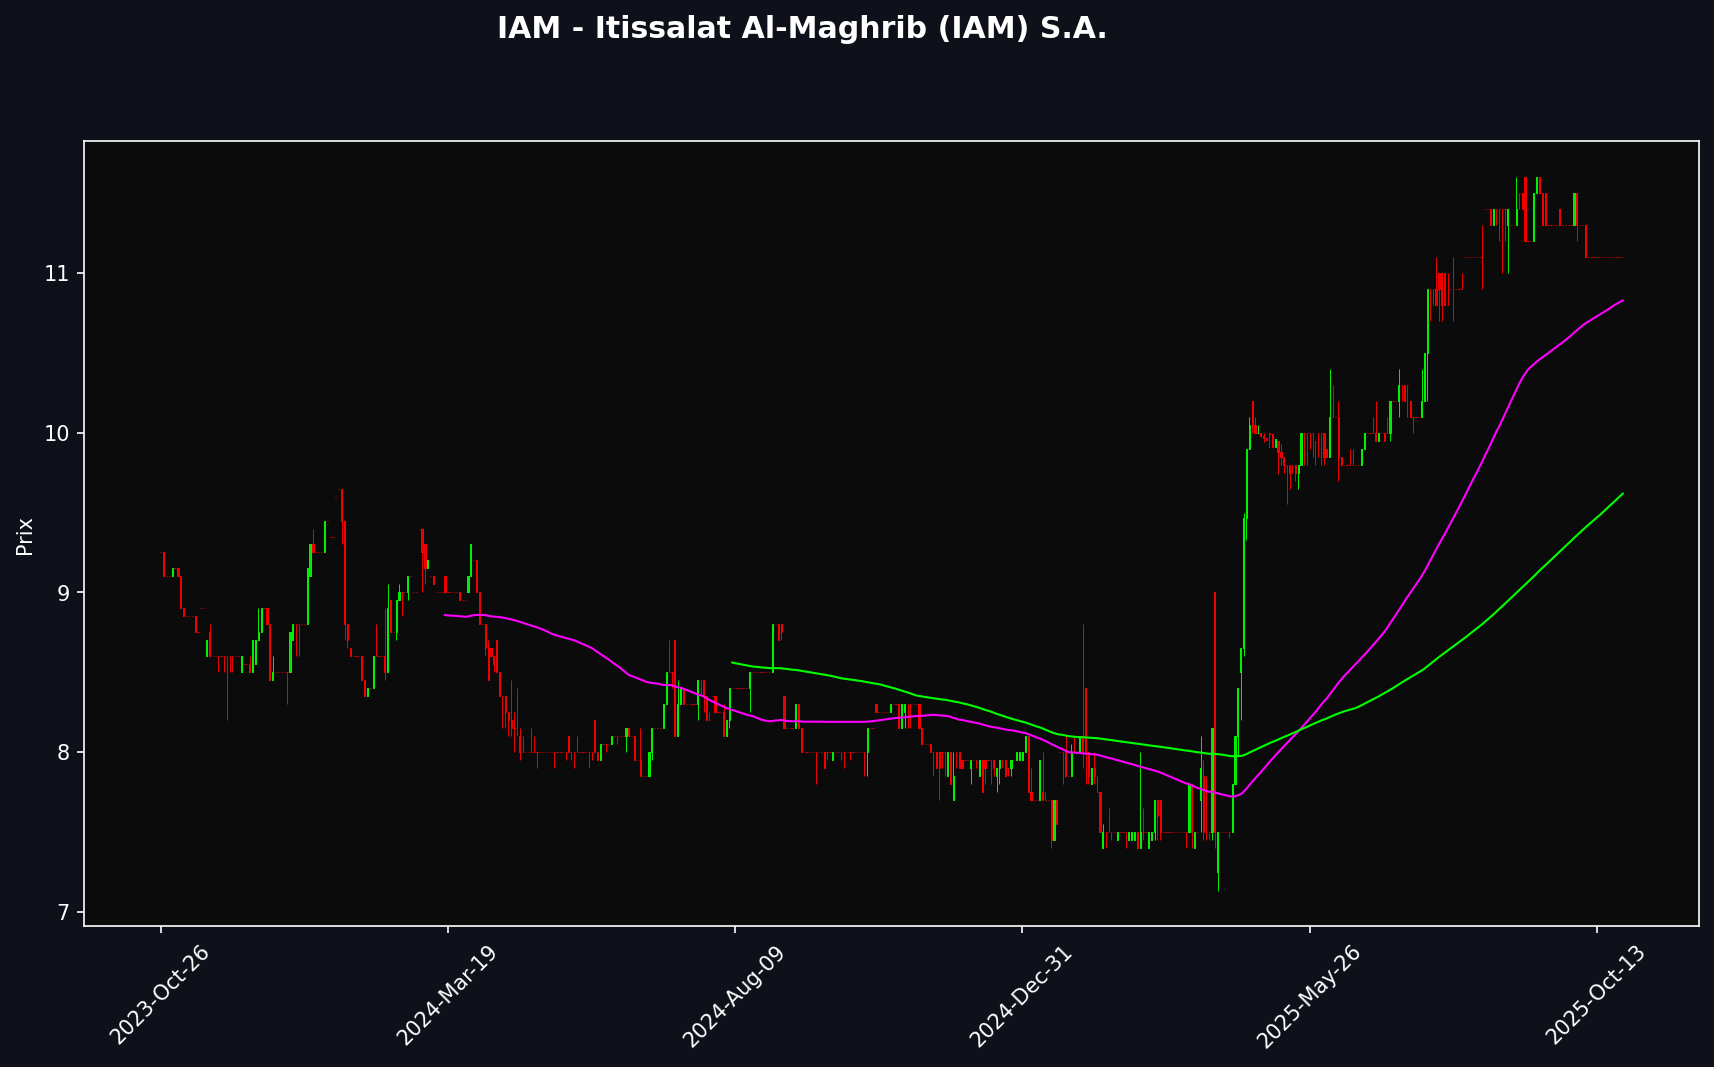 IAM - Itissalat Al-Maghrib (IAM) S.A.
Prix
11
10
9
8
7
2023-Oct-26
2024-Mar-19
2024-Aug-09
2024-Dec-31
2025-May-26
2025-Oct-13